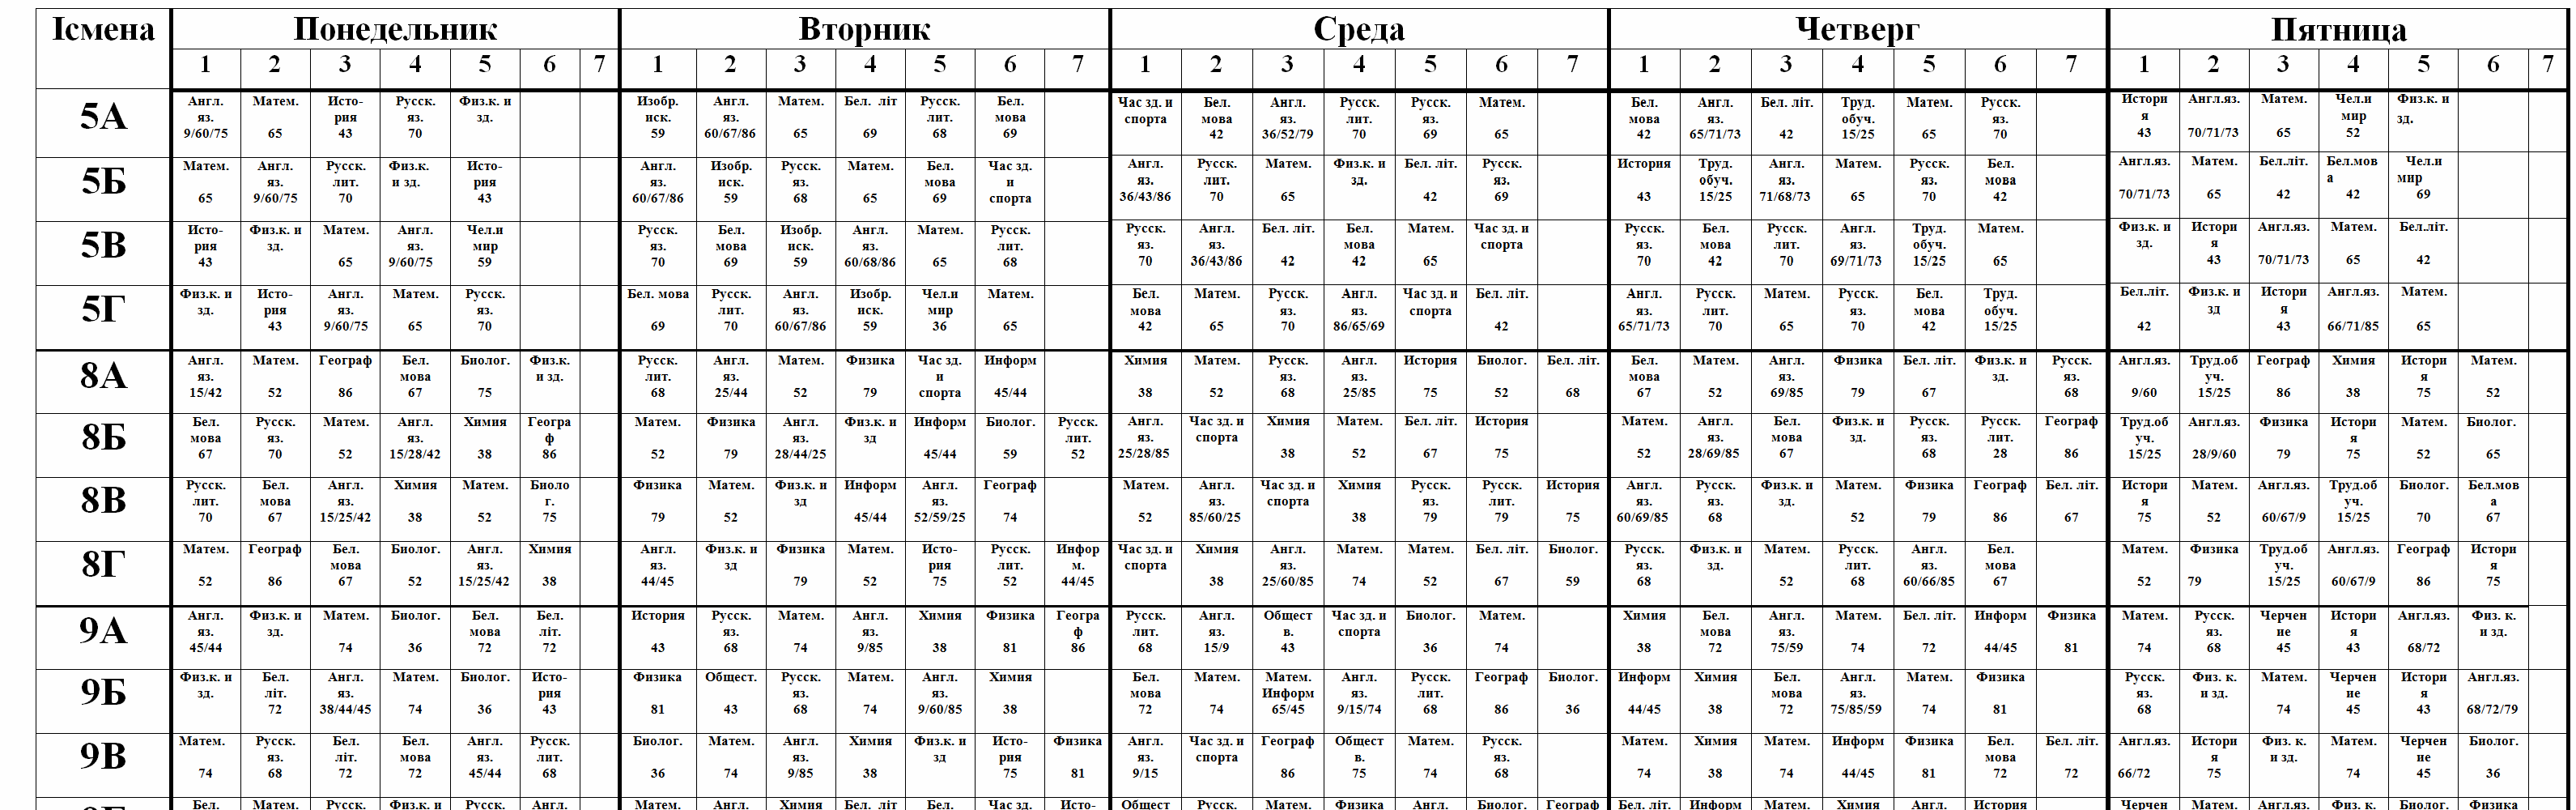 Ісмена Понедельник Вторник Среда Четверг Пятница
1 2 3 4 5 6 7 1 2 3 4 5 6 7 1 2 3 4 5 6 7 1 2 3 4 5 6 7 1 2 3 4 5 6 7
5А Англ. Матем. Исто- Русск. Физ.к. и Изобр. Англ. Матем. Бел. літ Русск. Бел. Час зд. и Бел. Англ. Русск. Русск. Матем. Бел. Англ. Бел. літ. Труд. Матем. Русск. Истори Англ.яз. Матем. Чел.и Физ.к. и
яз. рия яз. зд. иск. яз. лит. мова спорта мова яз. лит. яз. мова яз. обуч. яз. я мир зд.
9/60/75 65 43 70 59 60/67/86 65 69 68 69 42 36/52/79 70 69 65 42 65/71/73 42 15/25 65 70 43 70/71/73 65 52
5Б Матем. Англ. Русск. Физ.к. Исто- Англ. Изобр. Русск. Матем. Бел. Час зд. Англ. Русск. Матем. Физ.к. и Бел. літ. Русск. История Труд. Англ. Матем. Русск. Бел. Англ.яз. Матем. Бел.літ. Бел.мов Чел.и
яз. лит. и зд. рия яз. иск. яз. мова и яз. лит. зд. яз. обуч. яз. яз. мова а мир
65 9/60/75 70 43 60/67/86 59 68 65 69 спорта 36/43/86 70 65 42 69 43 15/25 71/68/73 65 70 42 70/71/73 65 42 42 69
5В Исто- Физ.к. и Матем. Англ. Чел.и Русск. Бел. Изобр. Англ. Матем. Русск. Русск. Англ. Бел. літ. Бел. Матем. Час зд. и Русск. Бел. Русск. Англ. Труд. Матем. Физ.к. и Истори Англ.яз. Матем. Бел.літ.
рия зд. яз. мир яз. мова иск. яз. лит. яз. яз. мова спорта яз. мова лит. яз. обуч. зд. я
43 65 9/60/75 59 70 69 59 60/68/86 65 68 70 36/43/86 42 42 65 70 42 70 69/71/73 15/25 65 43 70/71/73 65 42
5Г Физ.к. и Исто- Англ. Матем. Русск. Бел. мова Русск. Англ. Изобр. Чел.и Матем. Бел. Матем. Русск. Англ. Час зд. и Бел. літ. Англ. Русск. Матем. Русск. Бел. Труд. Бел.літ. Физ.к. и Истори Англ.яз. Матем.
зд. рия яз. яз. лит. яз. иск. мир мова яз. яз. спорта яз. лит. яз. мова обуч. зд я
43 9/60/75 65 70 69 70 60/67/86 59 36 65 42 65 70 86/65/69 42 65/71/73 70 65 70 42 15/25 42 43 66/71/85 65
8А Англ. Матем. Географ Бел. Биолог. Физ.к. Русск. Англ. Матем. Физика Час зд. Информ Химия Матем. Русск. Англ. История Биолог. Бел. літ. Бел. Матем. Англ. Физика Бел. літ. Физ.к. и Русск. Англ.яз. Труд.об Географ Химия Истори Матем.
яз. мова и зд. лит. яз. и яз. яз. мова яз. зд. яз. уч. я
15/42 52 86 67 75 68 25/44 52 79 спорта 45/44 38 52 68 25/85 75 52 68 67 52 69/85 79 67 68 9/60 15/25 86 38 75 52
8Б Бел. Русск. Матем. Англ. Химия Геогра Матем. Физика Англ. Физ.к. и Информ Биолог. Русск. Англ. Час зд. и Химия Матем. Бел. літ. История Матем. Англ. Бел. Физ.к. и Русск. Русск. Географ Труд.об Англ.яз. Физика Истори Матем. Биолог.
мова яз. яз. ф яз. зд лит. яз. спорта яз. мова зд. яз. лит. уч. я
67 70 52 15/28/42 38 86 52 79 28/44/25 45/44 59 52 25/28/85 38 52 67 75 52 28/69/85 67 68 28 86 15/25 28/9/60 79 75 52 65
8В Русск. Бел. Англ. Химия Матем. Биоло Физика Матем. Физ.к. и Информ Англ. Географ Матем. Англ. Час зд. и Химия Русск. Русск. История Англ. Русск. Физ.к. и Матем. Физика Географ Бел. літ. Истори Матем. Англ.яз. Труд.об Биолог. Бел.мов
лит. мова яз. г. зд яз. яз. спорта яз. лит. яз. яз. зд. я уч. а
70 67 15/25/42 38 52 75 79 52 45/44 52/59/25 74 52 85/60/25 38 79 79 75 60/69/85 68 52 79 86 67 75 52 60/67/9 15/25 70 67
8Г Матем. Географ Бел. Биолог. Англ. Химия Англ. Физ.к. и Физика Матем. Исто- Русск. Инфор Час зд. и Химия Англ. Матем. Матем. Бел. літ. Биолог. Русск. Физ.к. и Матем. Русск. Англ. Бел. Матем. Физика Труд.об Англ.яз. Географ Истори
мова яз. яз. зд рия лит. м. спорта яз. яз. зд. лит. яз. мова уч. я
52 86 67 52 15/25/42 38 44/45 79 52 75 52 44/45 38 25/60/85 74 52 67 59 68 52 68 60/66/85 67 52 79 15/25 60/67/9 86 75
9А Англ. Физ.к. и Матем. Биолог. Бел. Бел. История Русск. Матем. Англ. Химия Физика Геогра Русск. Англ. Общест Час зд. и Биолог. Матем. Химия Бел. Англ. Матем. Бел. літ. Информ Физика Матем. Русск. Черчен Истори Англ.яз. Физ. к.
яз. зд. мова літ. яз. яз. ф лит. яз. в. спорта мова яз. яз. ие я и зд.
45/44 74 36 72 72 43 68 74 9/85 38 81 86 68 15/9 43 36 74 38 72 75/59 74 72 44/45 81 74 68 45 43 68/72
9Б Физ.к. и Бел. Англ. Матем. Биолог. Исто- Физика Общест. Русск. Матем. Англ. Химия Бел. Матем. Матем. Англ. Русск. Географ Биолог. Информ Химия Бел. Англ. Матем. Физика Русск. Физ. к. Матем. Черчен Истори Англ.яз.
зд. літ. яз. рия яз. яз. мова Информ яз. лит. мова яз. яз. и зд. ие я
72 38/44/45 74 36 43 81 43 68 74 9/60/85 38 72 74 65/45 9/15/74 68 86 36 44/45 38 72 75/85/59 74 81 68 74 45 43 68/72/79
9В Матем. Русск. Бел. Бел. Англ. Русск. Биолог. Матем. Англ. Химия Физ.к. и Исто- Физика Англ. Час зд. и Географ Общест Матем. Русск. Матем. Химия Матем. Информ Физика Бел. Бел. літ. Англ.яз. Истори Физ. к. Матем. Черчен Биолог.
яз. літ. мова яз. лит. яз. зд рия яз. спорта в. яз. мова я и зд. ие
74 68 72 72 45/44 68 36 74 9/85 38 75 81 9/15 86 75 74 68 74 38 74 44/45 81 72 72 66/72 75 74 45 36
Бел. Матем. Русск. Физ.к. и Русск. Англ. Матем. Англ. Химия Бел. літ Бел. Час зд. Исто- Общест Русск. Матем. Физика Англ. Биолог. Географ Бел. літ. Информ Матем. Химия Англ. История Черчен Матем. Англ.яз. Физ. к. Биолог. Физика